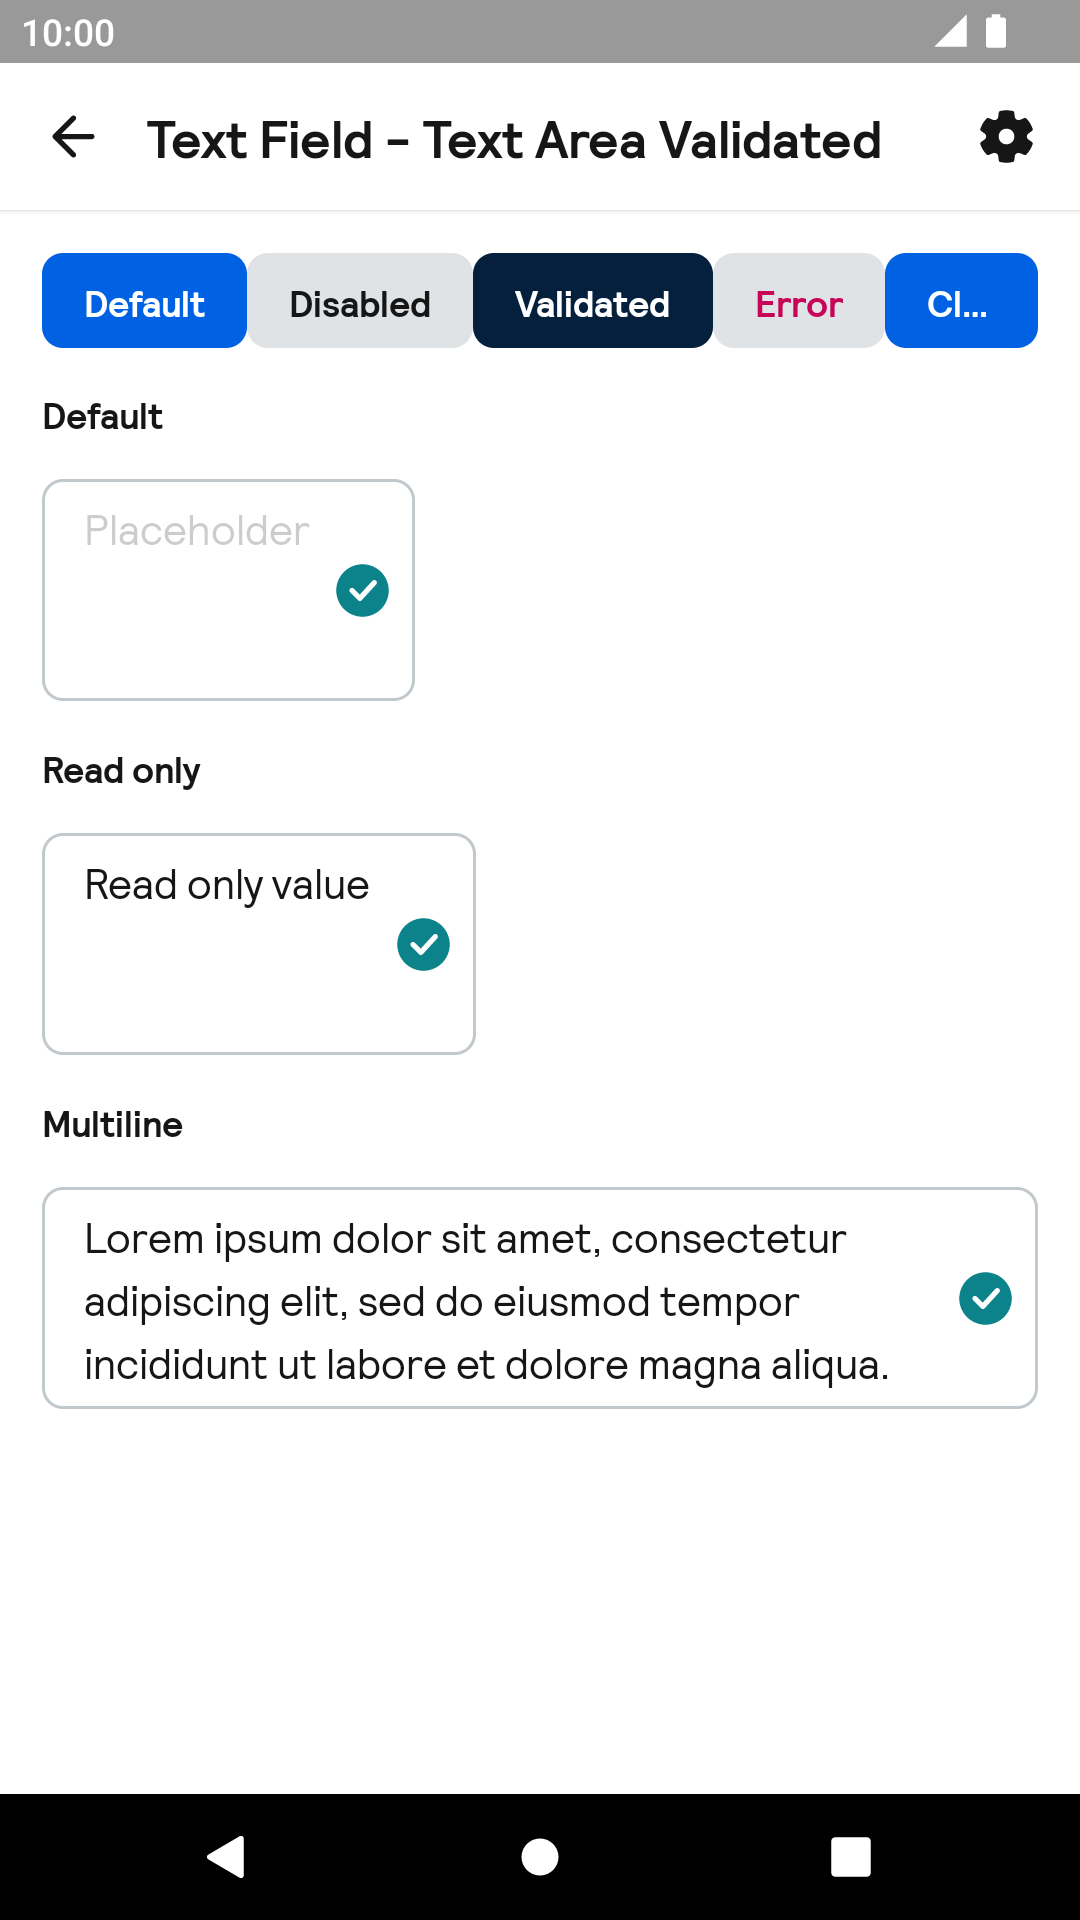 10:00
Text Field - Text Area Validated
Default
Disabled
Validated
Error
Cl...
Default
Placeholder
Read only
Read only value
Multiline
Lorem ipsum dolor sit amet, consectetur
adipiscing elit, sed do eiusmod tempor
incididunt ut labore et dolore magna aliqua.